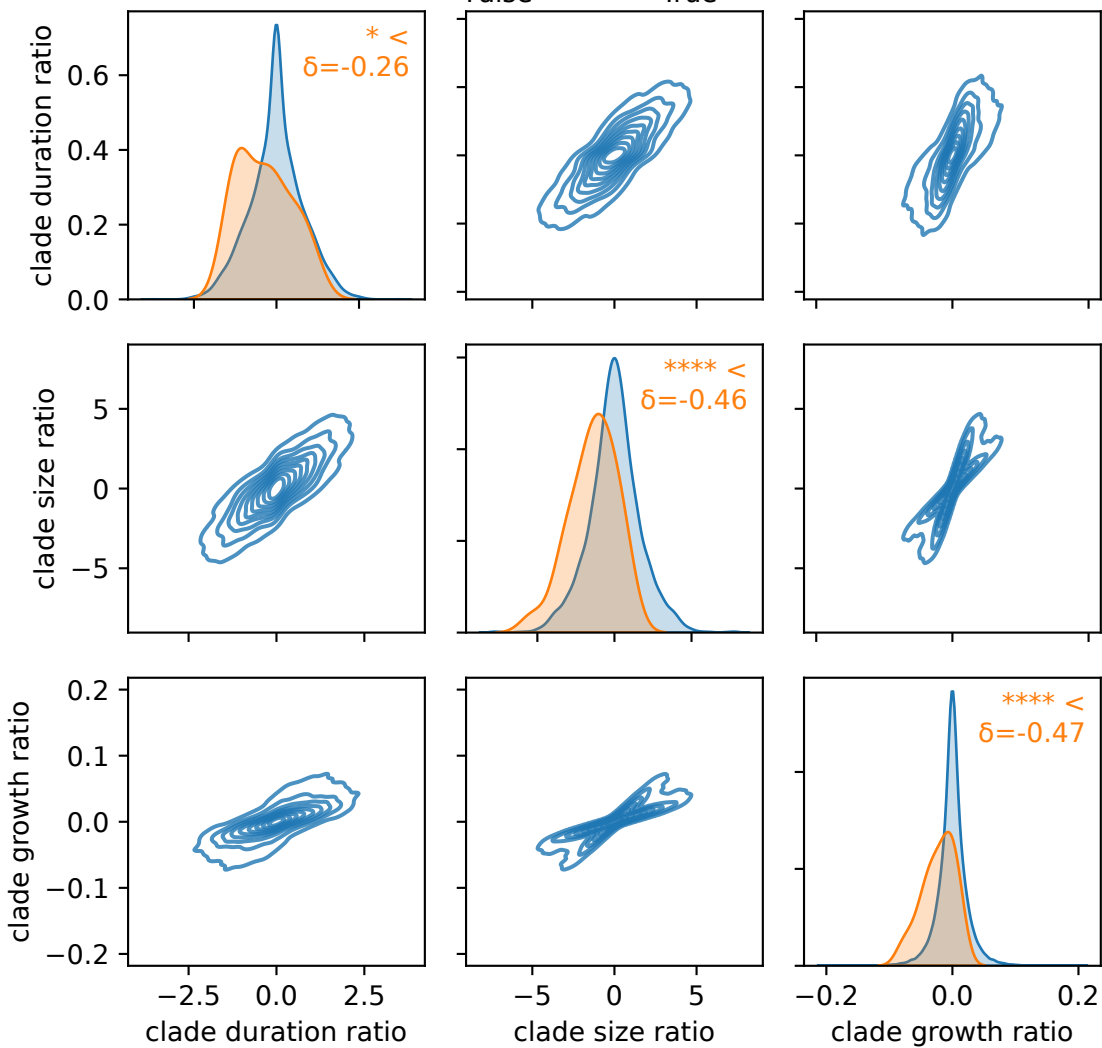 clade duration ratio
0.6
0.4
0.2
0.0
* <
δ=-0.26
clade size ratio
5
0
−5
**** <
δ=-0.46
clade growth ratio
0.2
0.1
0.0
−0.1
−0.2
**** <
δ=-0.47
−2.5 0.0 2.5
−5 0 5
−0.2 0.0 0.2
clade duration ratio
clade size ratio
clade growth ratio